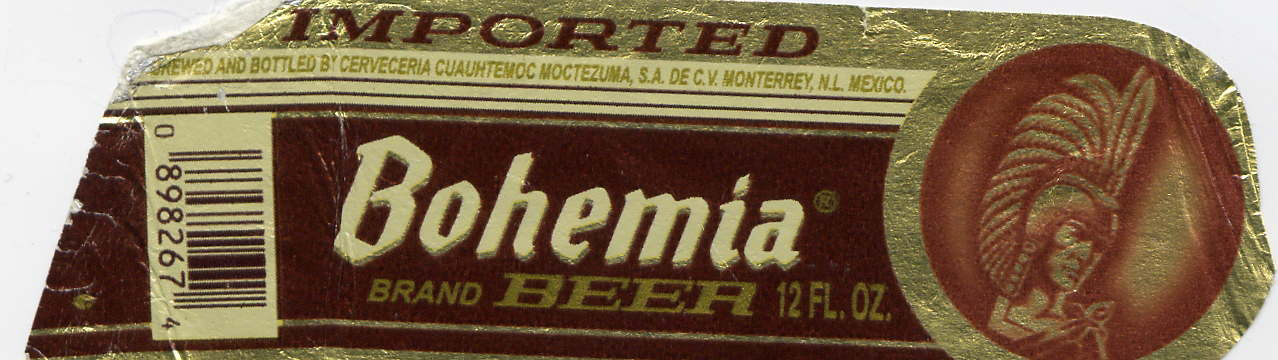 IMPORTED
BREWED AND BOTTLED BY CERVECERIA CUAUHTEMOC MOCTEZUMA, S.A. DE C.V. MONTERREY, N.L. MEXICO.
Bohemia®
BRAND BEER 12 FL. OZ.
0 898267 4